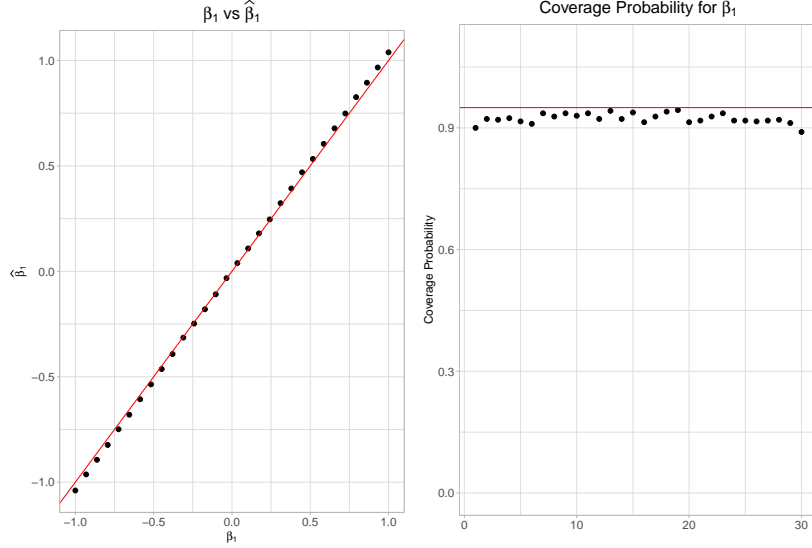 β₁ vs β̂₁
1.0
0.5
0.0
−0.5
−1.0
β̂₁
−1.0 −0.5 0.0 0.5 1.0
β₁
Coverage Probability for β₁
0.9
0.6
0.3
0.0
Coverage Probability
0 10 20 30